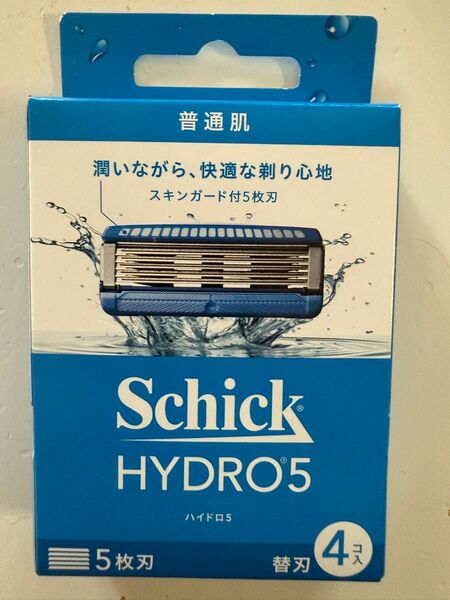 普通肌
潤いながら、快適な剃り心地
スキンガード付5枚刃
Schick®
HYDRO®5
ハイドロ5
5枚刃
替刃 4コ入